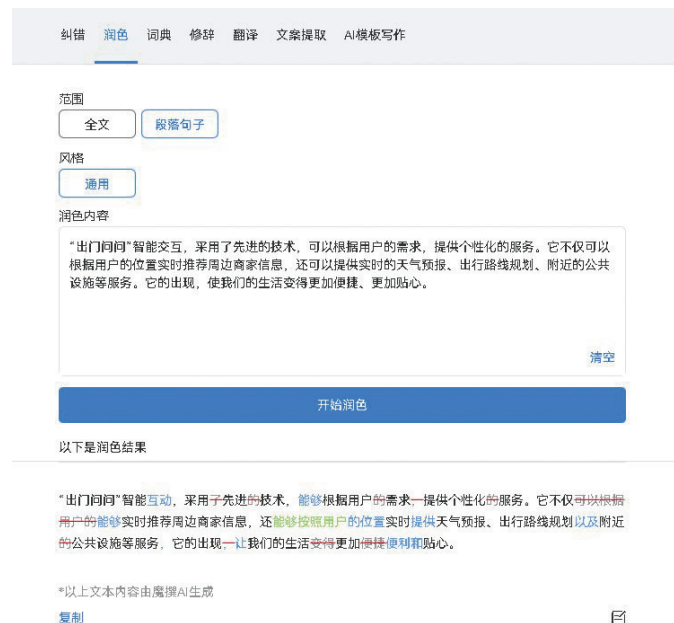 纠错 润色 词典 修辞 翻译 文案提取 AI模板写作
范围
全文 段落句子
风格
通用
润色内容
“出门问问”智能交互，采用了先进的技术，可以根据用户的需求，提供个性化的服务。它不仅可以
根据用户的位置实时推荐周边商家信息，还可以提供实时的天气预报、出行路线规划、附近的公共
设施等服务。它的出现，使我们的生活变得更加便捷、更加贴心。
清空
开始润色
以下是润色结果
“出门问问”智能互动，采用了先进的技术，能够根据用户的需求，提供个性化的服务。它不仅可以根据
用户的能够实时推荐周边商家信息，还能够按照用户的位置实时提供天气预报、出行路线规划以及附近
的公共设施等服务。它的出现，让我们的生活变得更加便捷便利和贴心。
*以上文本内容由魔撰AI生成
复制